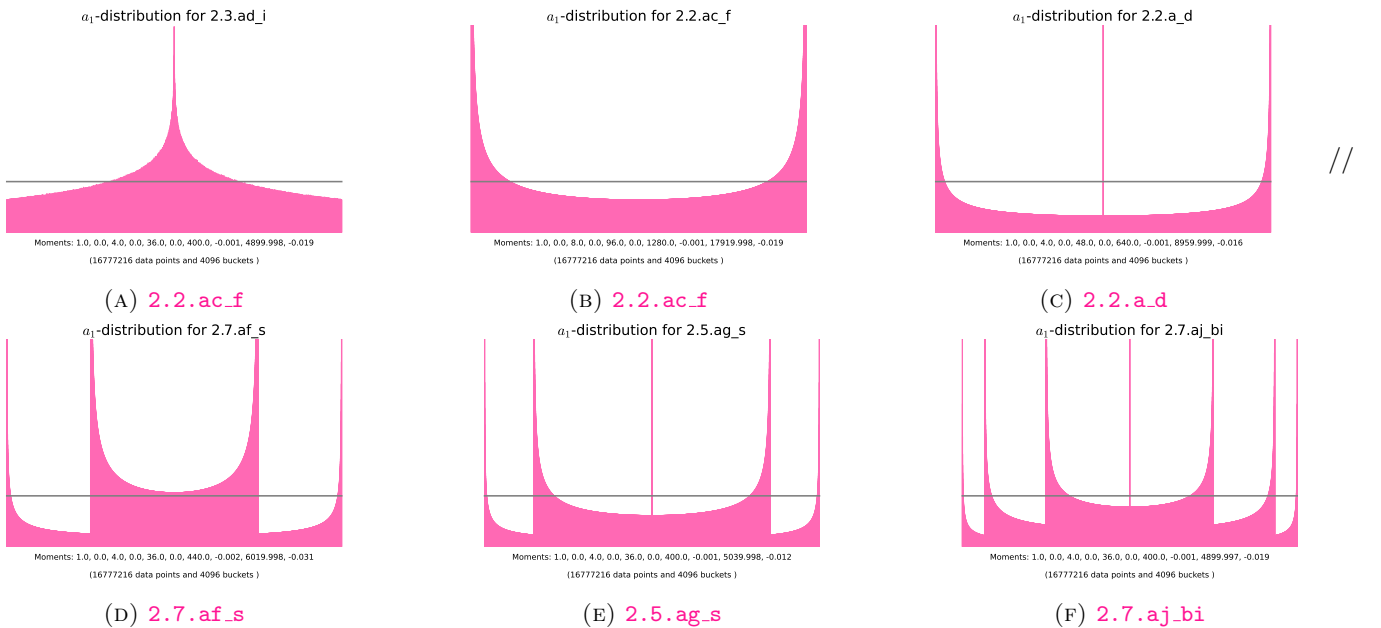 a₁-distribution for 2.3.ad_i
Moments: 1.0, 0.0, 4.0, 0.0, 36.0, 0.0, 400.0, -0.001, 4899.998, -0.019
(16777216 data points and 4096 buckets )
(A) 2.2.ac_f
a₁-distribution for 2.2.ac_f
Moments: 1.0, 0.0, 8.0, 0.0, 96.0, 0.0, 1280.0, -0.001, 17919.998, -0.019
(16777216 data points and 4096 buckets )
(B) 2.2.ac_f
a₁-distribution for 2.2.a_d
Moments: 1.0, 0.0, 4.0, 0.0, 48.0, 0.0, 640.0, -0.001, 8959.999, -0.016
(16777216 data points and 4096 buckets )
(C) 2.2.a_d
//
a₁-distribution for 2.7.af_s
Moments: 1.0, 0.0, 4.0, 0.0, 36.0, 0.0, 440.0, -0.002, 6019.998, -0.031
(16777216 data points and 4096 buckets )
(D) 2.7.af_s
a₁-distribution for 2.5.ag_s
Moments: 1.0, 0.0, 4.0, 0.0, 36.0, 0.0, 400.0, -0.001, 5039.998, -0.012
(16777216 data points and 4096 buckets )
(E) 2.5.ag_s
a₁-distribution for 2.7.aj_bi
Moments: 1.0, 0.0, 4.0, 0.0, 36.0, 0.0, 400.0, -0.001, 4899.997, -0.019
(16777216 data points and 4096 buckets )
(F) 2.7.aj_bi